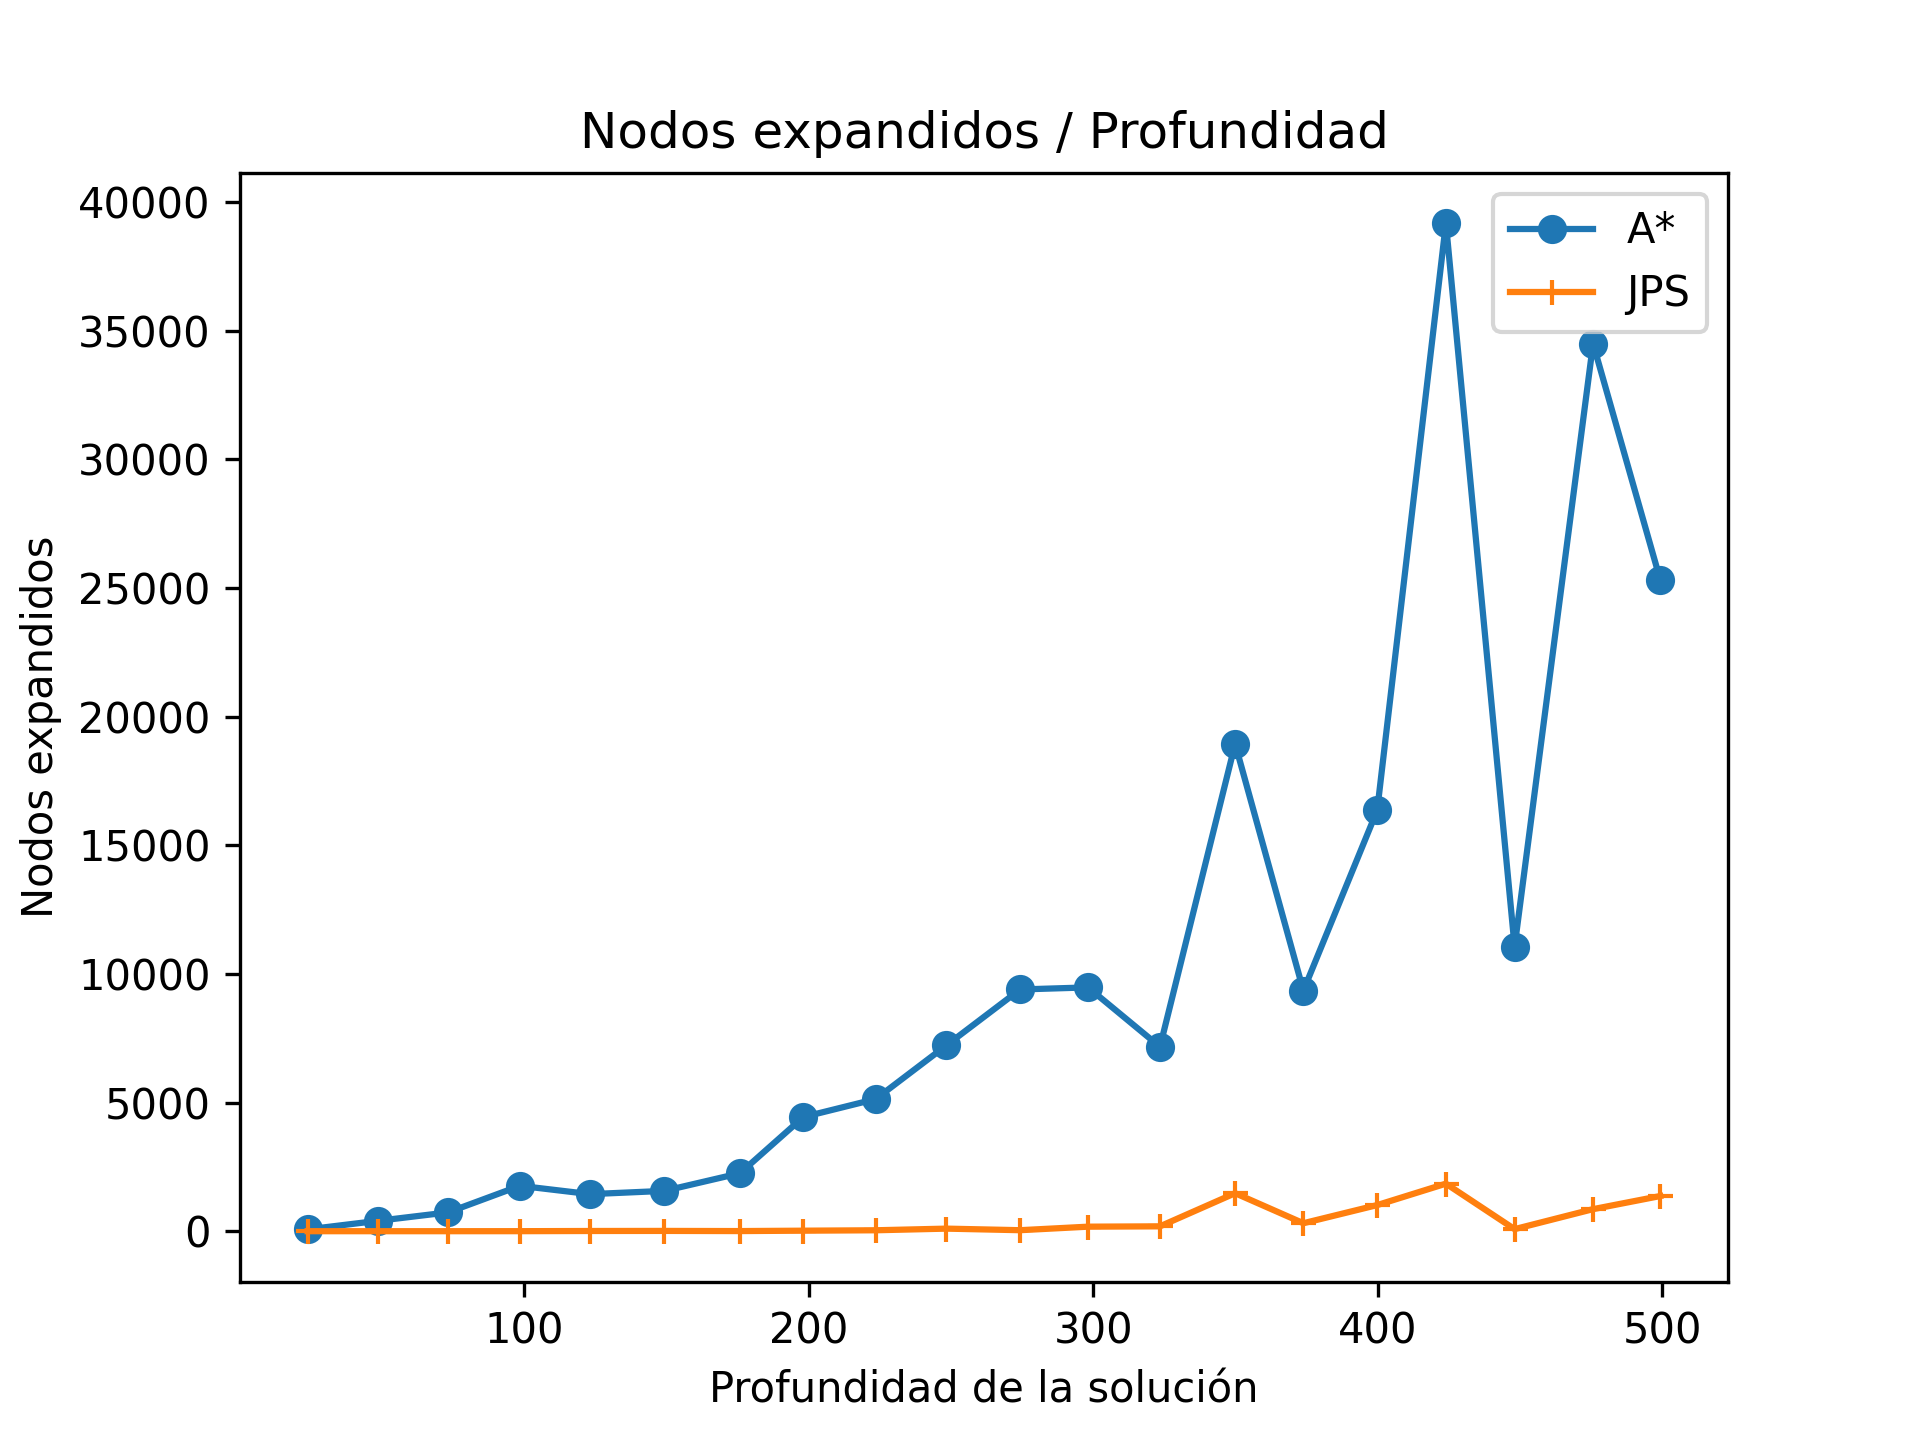 Nodos expandidos / Profundidad
A*
JPS
40000
35000
30000
25000
20000
15000
10000
5000
0
Nodos expandidos
100 200 300 400 500
Profundidad de la solución